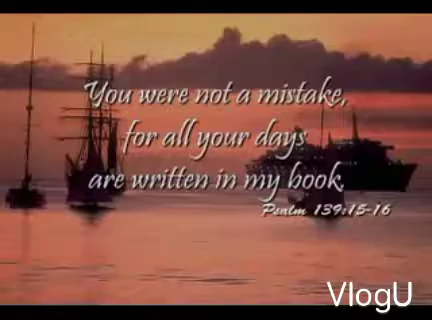 You were not a mistake,
for all your days
are written in my book
Psalm 139:15-16
VlogU